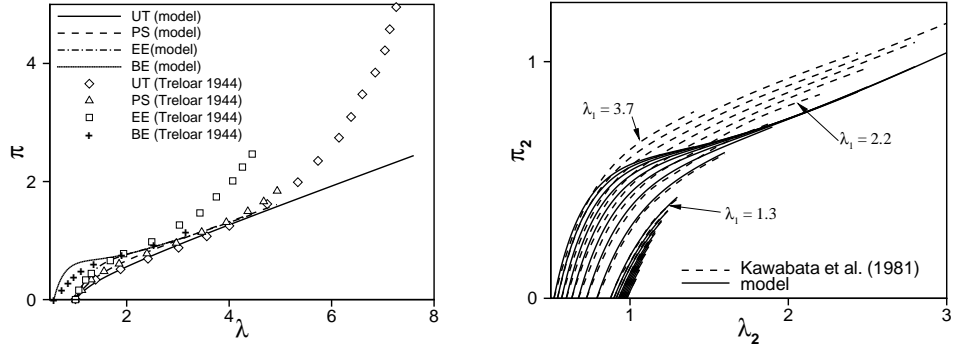 UT (model)
PS (model)
EE(model)
BE (model)
UT (Treloar 1944)
PS (Treloar 1944)
EE (Treloar 1944)
BE (Treloar 1944)
π
4
2
0
2 4 6 8
λ
π₂
1
0
1 2 3
λ₂
λ₁ = 3.7
λ₁ = 2.2
λ₁ = 1.3
Kawabata et al. (1981)
model